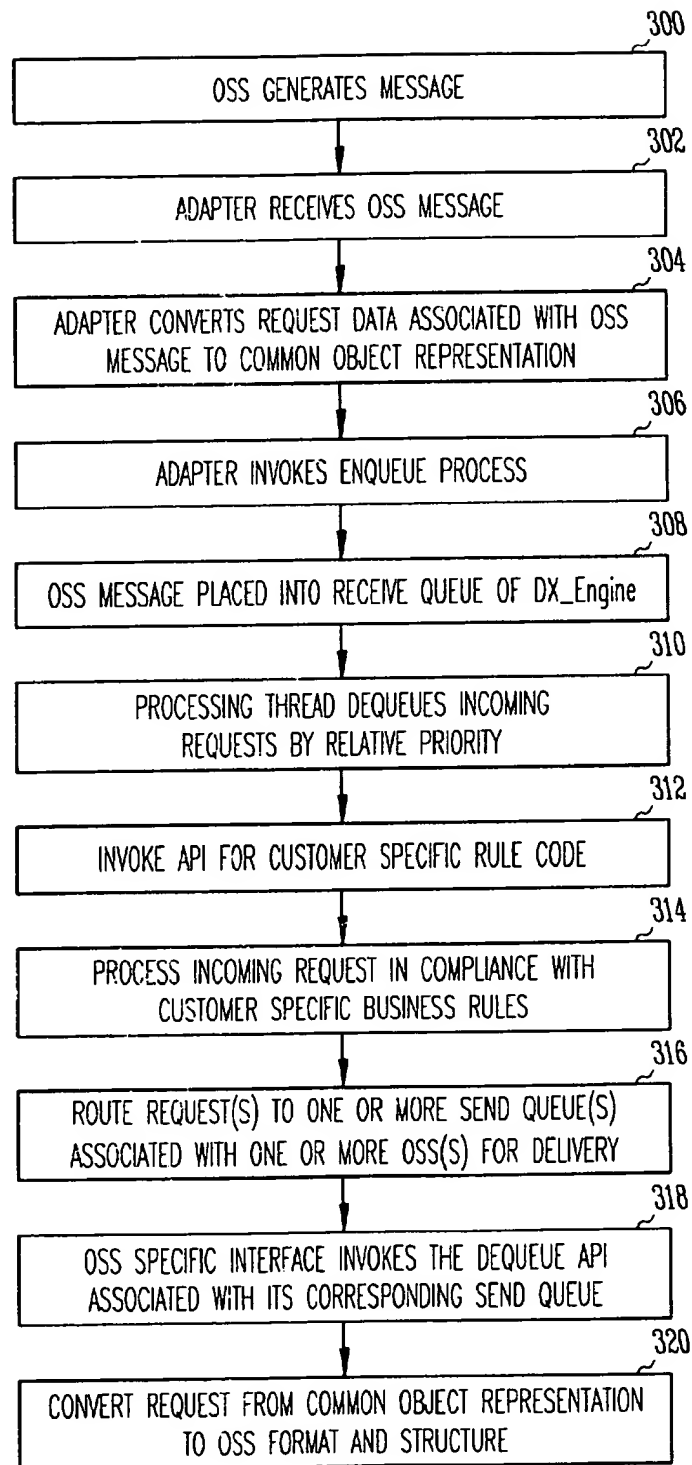 300
OSS GENERATES MESSAGE
302
ADAPTER RECEIVES OSS MESSAGE
304
ADAPTER CONVERTS REQUEST DATA ASSOCIATED WITH OSS
MESSAGE TO COMMON OBJECT REPRESENTATION
306
ADAPTER INVOKES ENQUEUE PROCESS
308
OSS MESSAGE PLACED INTO RECEIVE QUEUE OF DX_Engine
310
PROCESSING THREAD DEQUEUES INCOMING
REQUESTS BY RELATIVE PRIORITY
312
INVOKE API FOR CUSTOMER SPECIFIC RULE CODE
314
PROCESS INCOMING REQUEST IN COMPLIANCE WITH
CUSTOMER SPECIFIC BUSINESS RULES
316
ROUTE REQUEST(S) TO ONE OR MORE SEND QUEUE(S)
ASSOCIATED WITH ONE OR MORE OSS(S) FOR DELIVERY
318
OSS SPECIFIC INTERFACE INVOKES THE DEQUEUE API
ASSOCIATED WITH ITS CORRESPONDING SEND QUEUE
320
CONVERT REQUEST FROM COMMON OBJECT REPRESENTATION
TO OSS FORMAT AND STRUCTURE